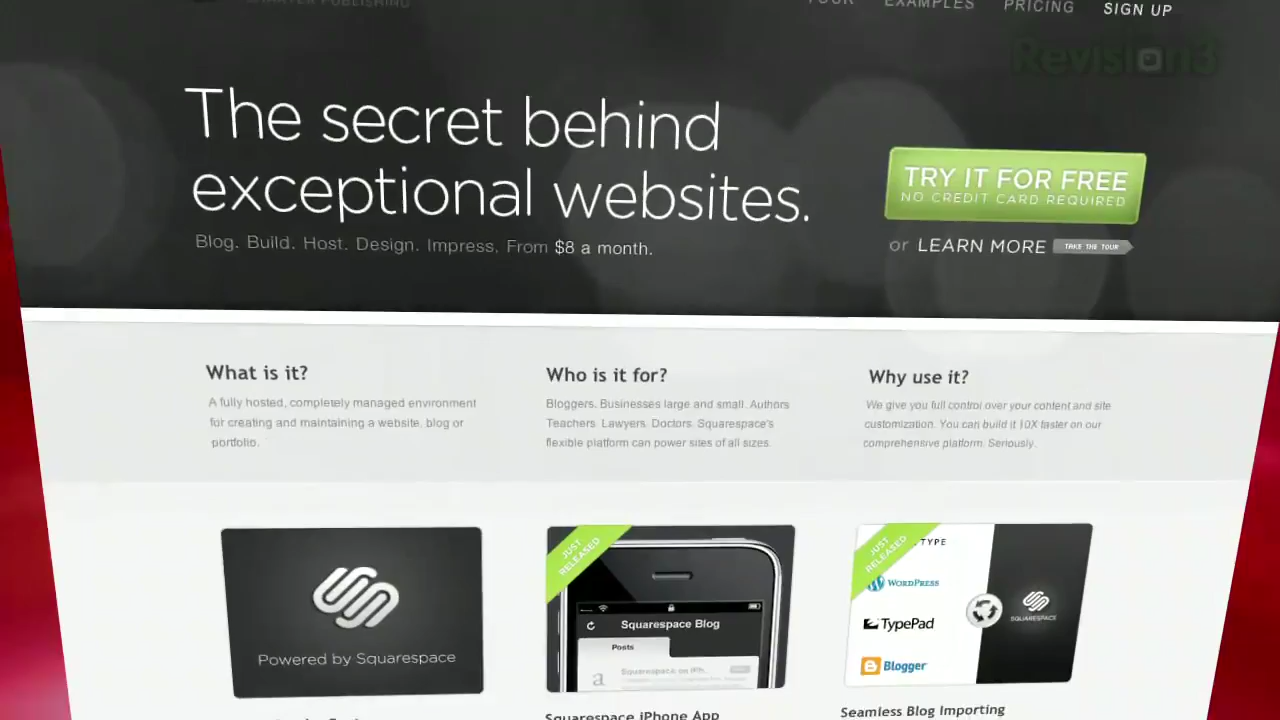 TOUR EXAMPLES PRICING SIGN UP
Revision3
The secret behind
exceptional websites.
Blog. Build. Host. Design. Impress. From $8 a month.
TRY IT FOR FREE
NO CREDIT CARD REQUIRED
or LEARN MORE TAKE THE TOUR
What is it?
A fully hosted, completely managed environment
for creating and maintaining a website, blog or
portfolio.
Who is it for?
Bloggers. Businesses large and small. Authors
Teachers. Lawyers. Doctors. Squarespace's
flexible platform can power sites of all sizes.
Why use it?
We give you full control over your content and site
customization. You can build it 10X faster on our
comprehensive platform. Seriously.
Powered by Squarespace
JUST
RELEASED
Squarespace Blog
Posts
a
Squarespace on iPh.
Squarespace iPhone App
JUST
RELEASED
TYPE
WORDPRESS
TypePad
Blogger
SQUARESPACE
Seamless Blog Importing